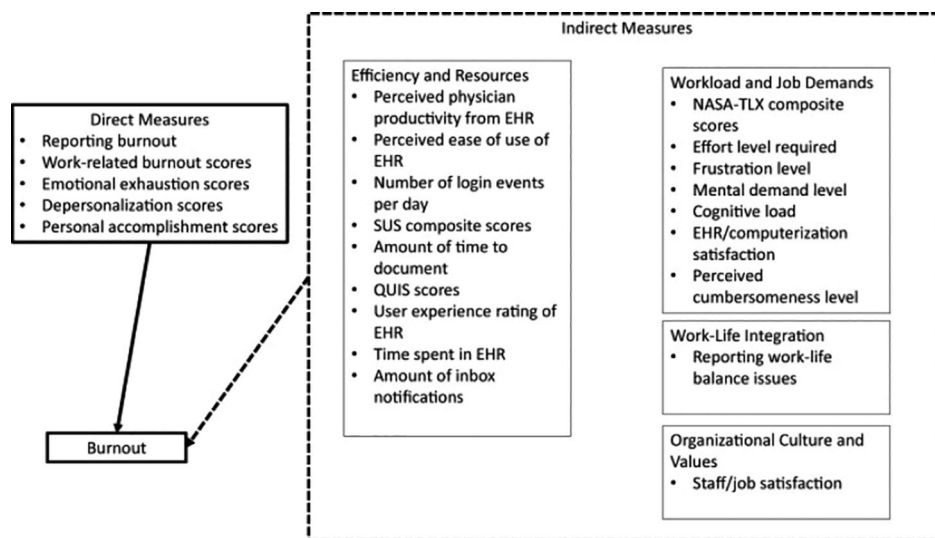 Indirect Measures
Direct Measures
• Reporting burnout
• Work-related burnout scores
• Emotional exhaustion scores
• Depersonalization scores
• Personal accomplishment scores
Burnout
Efficiency and Resources
• Perceived physician
productivity from EHR
• Perceived ease of use of
EHR
• Number of login events
per day
• SUS composite scores
• Amount of time to
document
• QUIS scores
• User experience rating of
EHR
• Time spent in EHR
• Amount of inbox
notifications
Workload and Job Demands
• NASA-TLX composite
scores
• Effort level required
• Frustration level
• Mental demand level
• Cognitive load
• EHR/computerization
satisfaction
• Perceived
cumbersomeness level
Work-Life Integration
• Reporting work-life
balance issues
Organizational Culture and
Values
• Staff/job satisfaction